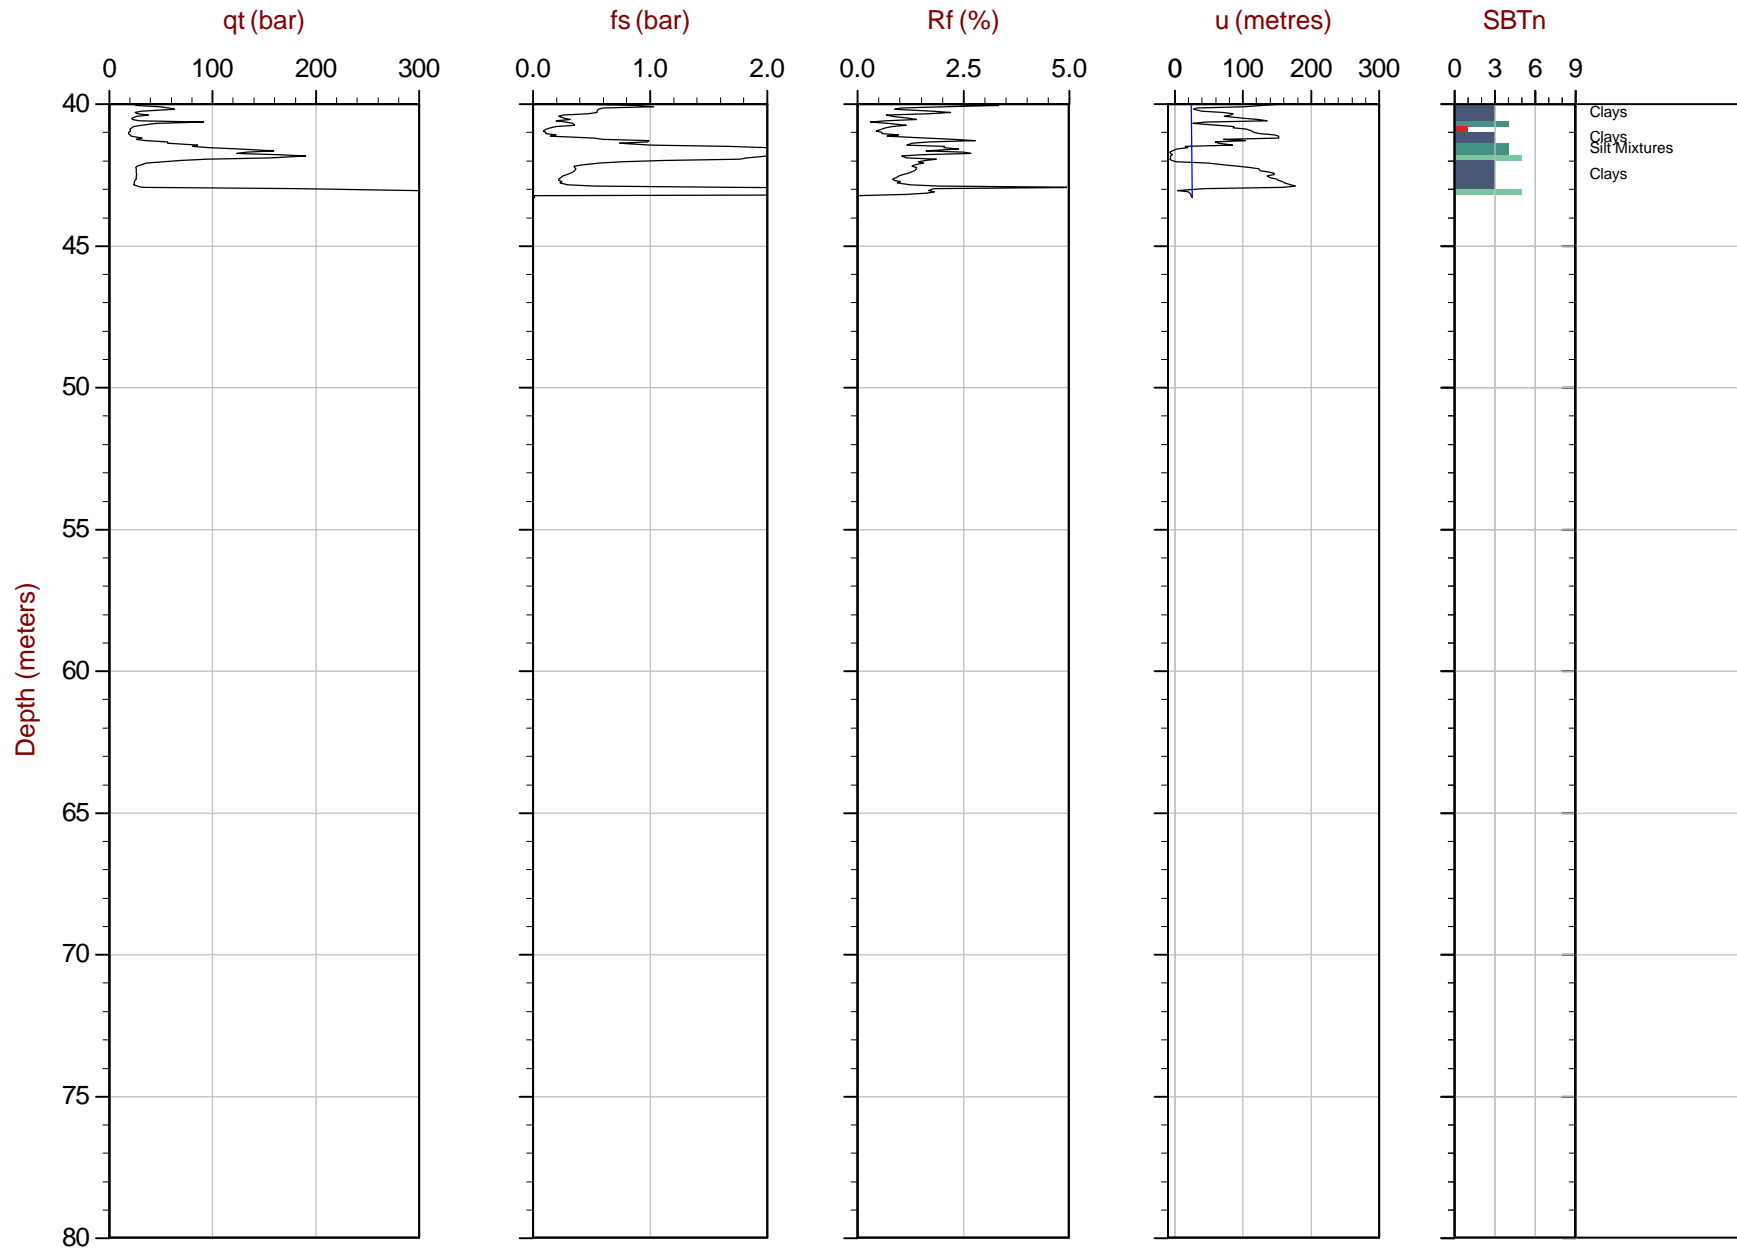 qt (bar) fs (bar) Rf (%) u (metres) SBTn
0 100 200 300 0.0 1.0 2.0 0.0 2.5 5.0 0 100 200 300 0 3 6 9
40
Clays
Clays
Silt Mixtures
Clays
45
50
55
60
Depth (meters)
65
70
75
80